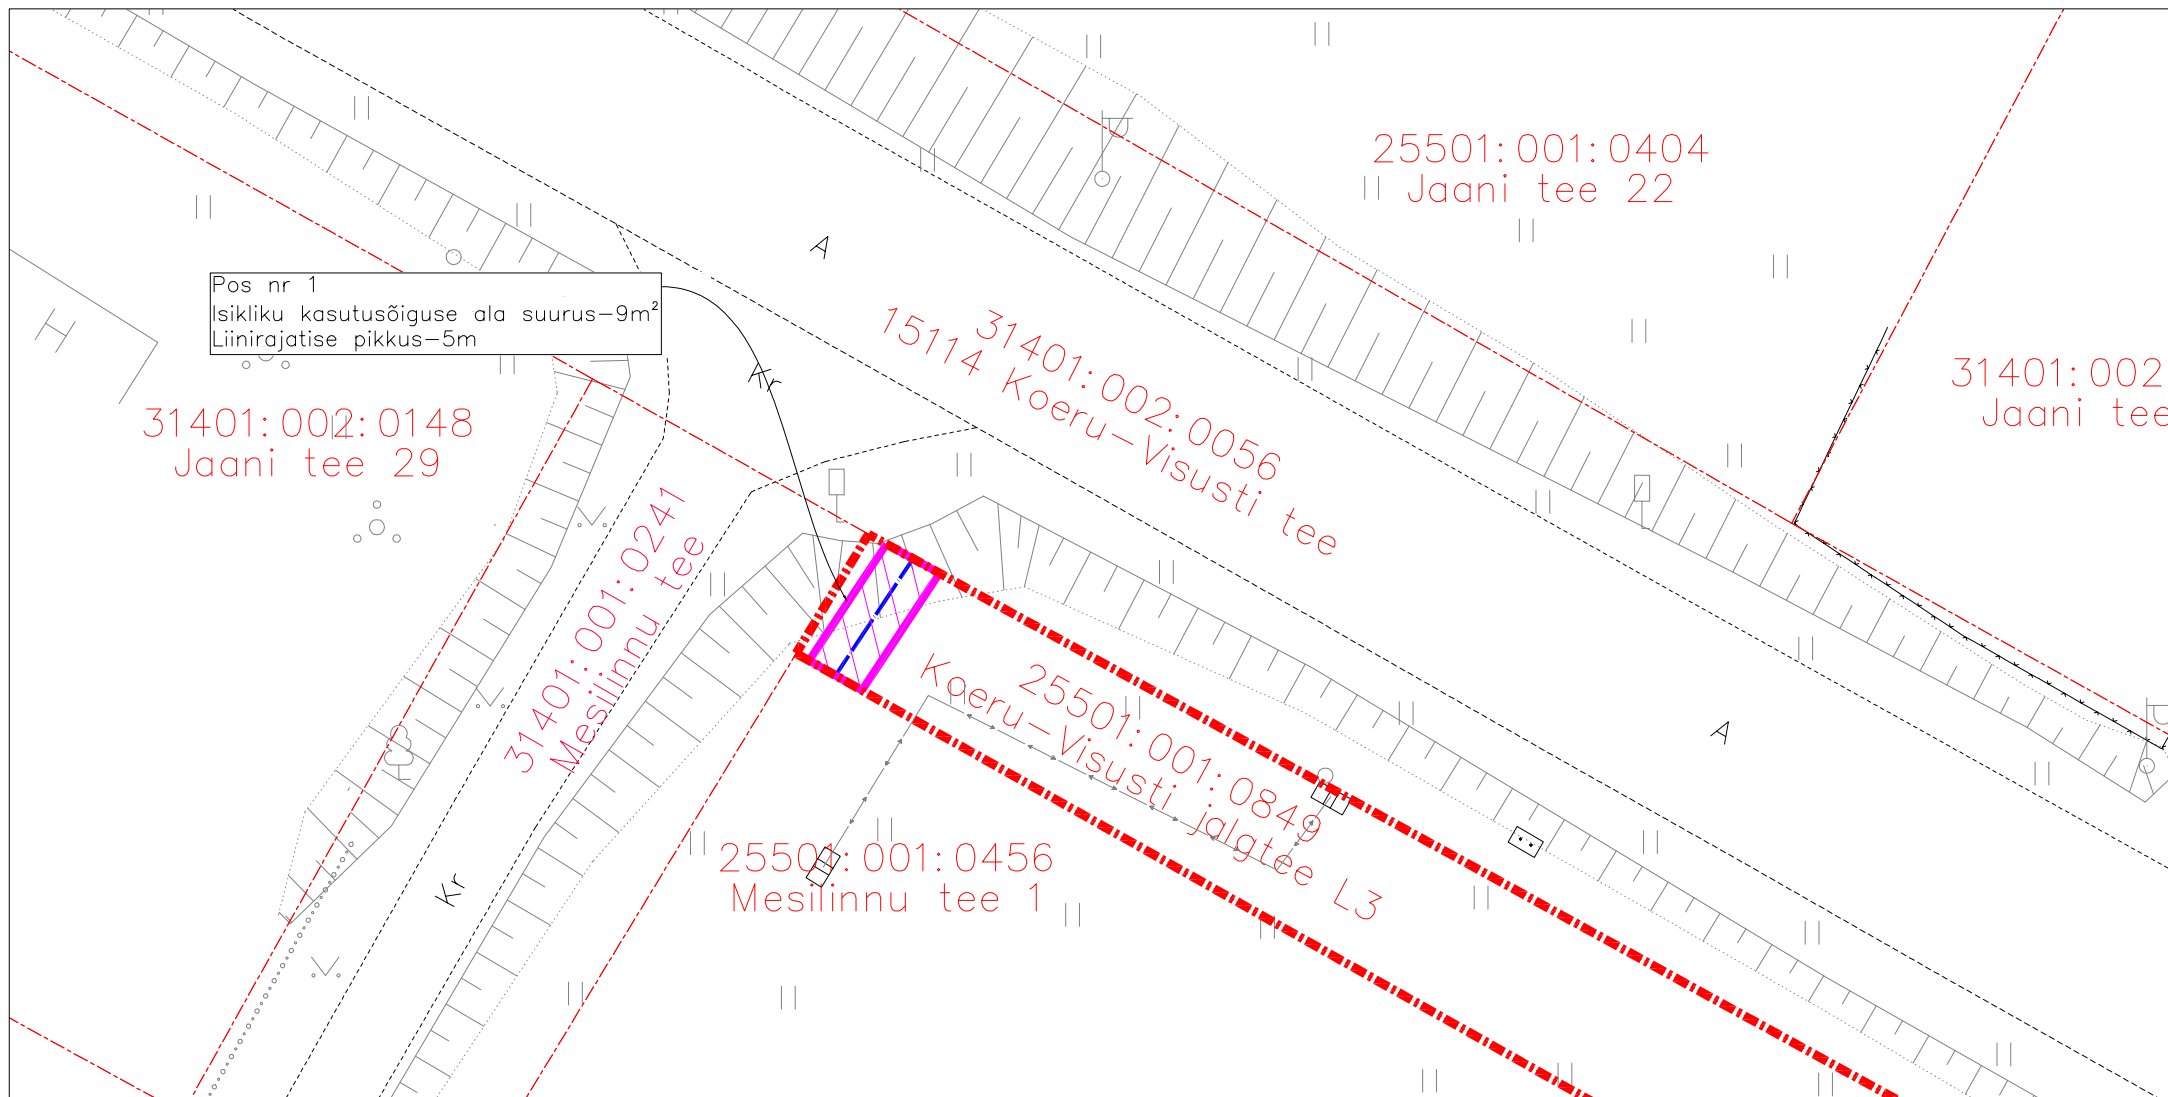 25501:001:0404
Jaani tee 22
A
Pos nr 1
Isikliku kasutusõiguse ala suurus-9m²
Liinirajatise pikkus-5m
H
31401:002:0056
15114 Koeru-Visusti tee
Kr
31401:002
Jaani tee
31401:002:0148
Jaani tee 29
31401:001:0241
Mesilinnu tee
25501:001:0849
Koeru-Visusti jalgtee L3
A
25501:001:0456
Mesilinnu tee 1
Kr